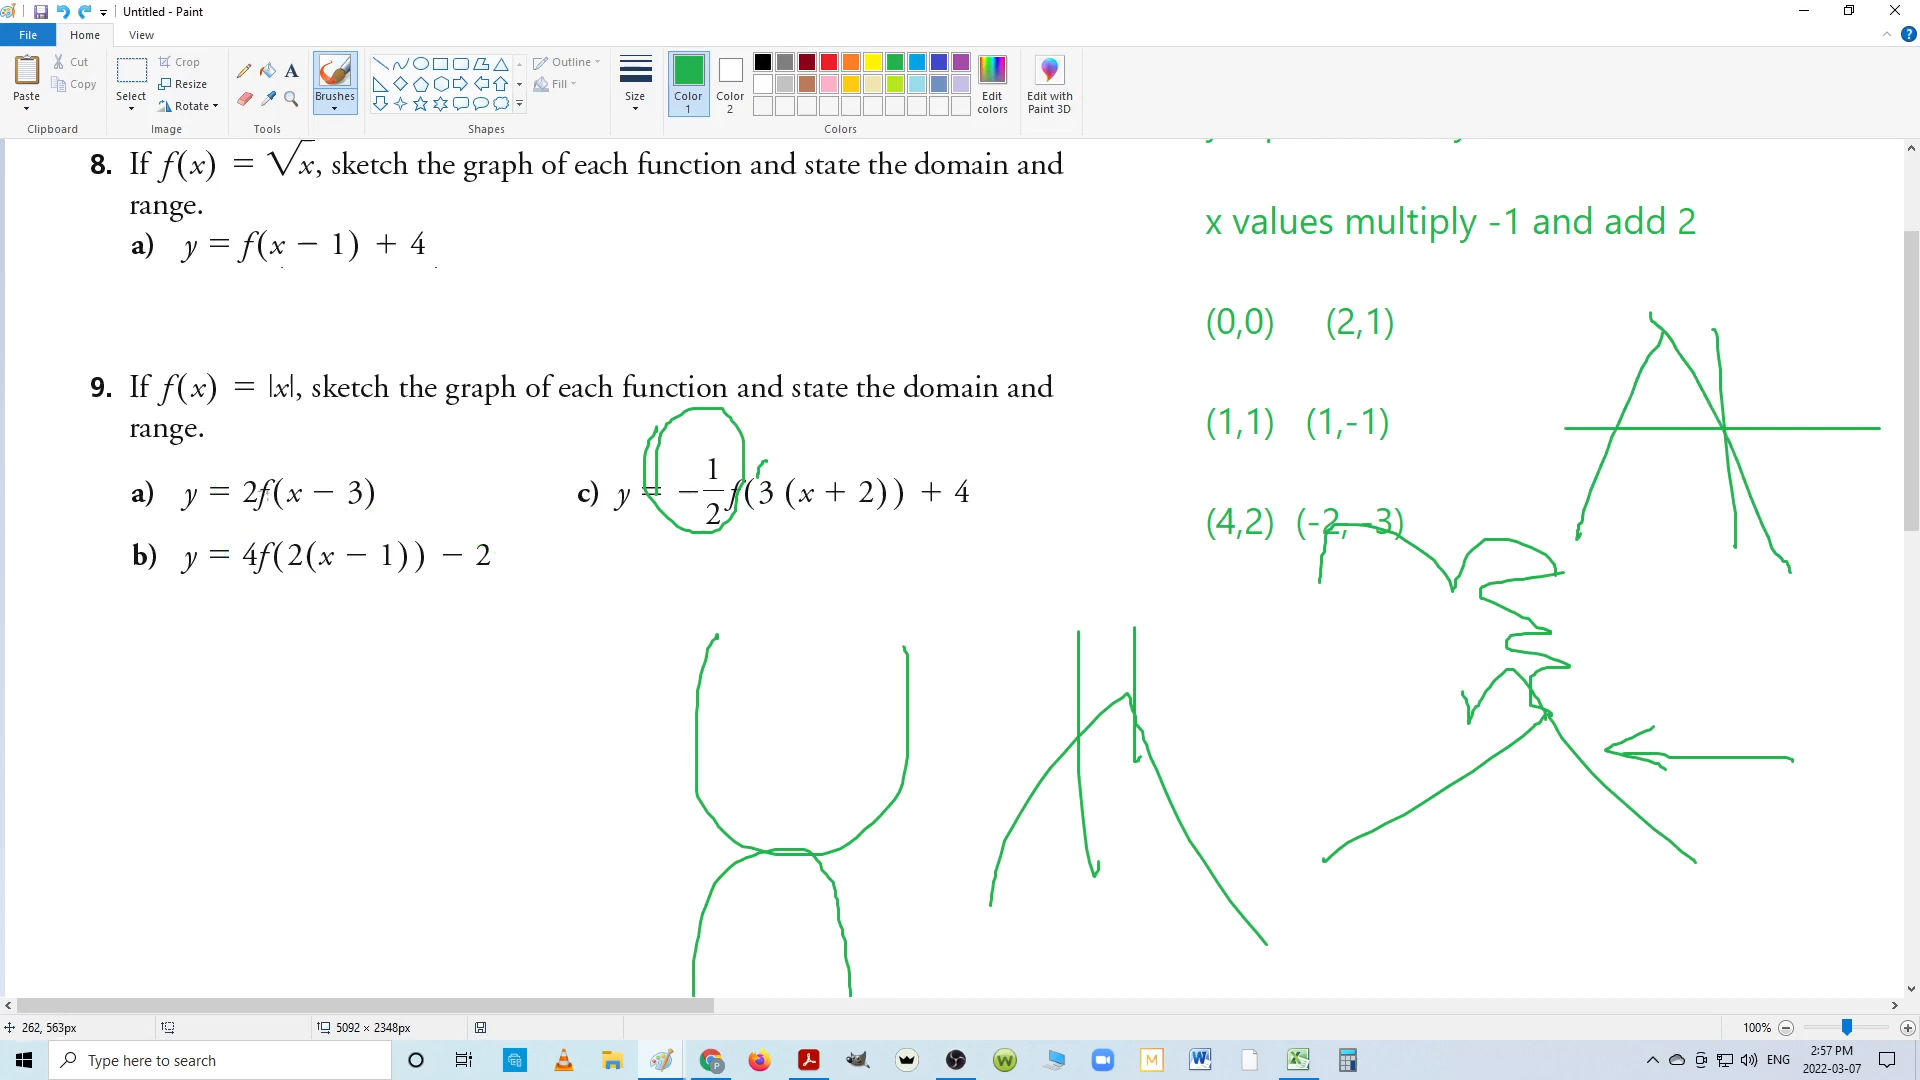 Untitled - Paint
File Home View
Paste
Cut
Copy
Clipboard
Select
Crop
Resize
Rotate
Image
Tools
Brushes
Shapes
Outline
Fill
Size
Color 1
Color 2
Colors
Edit colors
Edit with Paint 3D
8. If f(x) = √x, sketch the graph of each function and state the domain and
range.
a) y = f(x − 1) + 4
9. If f(x) = |x|, sketch the graph of each function and state the domain and
range.
a) y = 2f(x − 3)
c) y = −1/2 f(3 (x + 2)) + 4
b) y = 4f(2(x − 1)) − 2
x values multiply -1 and add 2
(0,0) (2,1)
(1,1) (1,-1)
(4,2) (-2, -3)
262, 563px
5092 × 2348px
100%
Type here to search
ENG
2:57 PM
2022-03-07